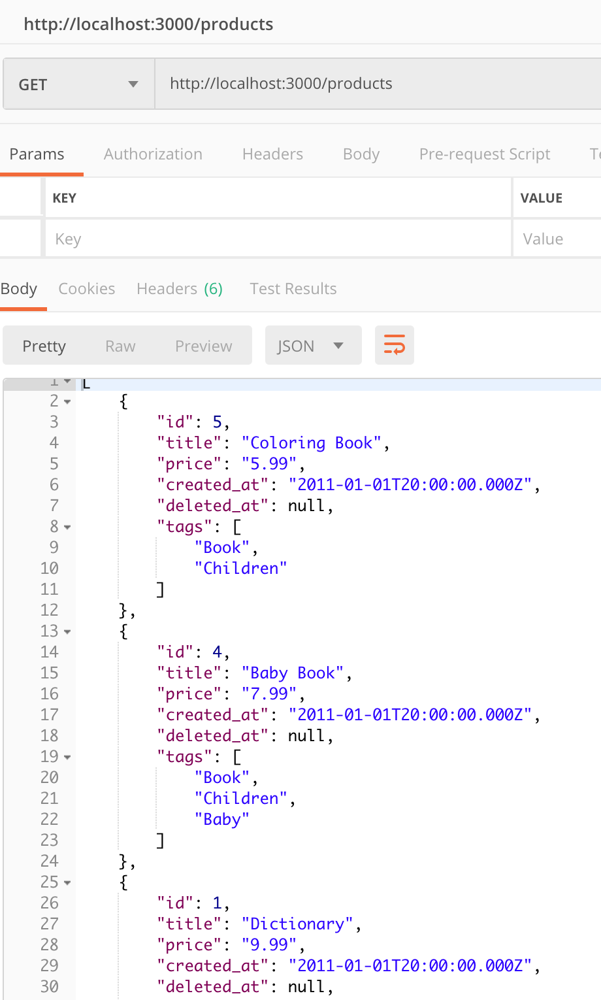 http://localhost:3000/products
GET http://localhost:3000/products
Params Authorization Headers Body Pre-request Script
KEY VALUE
Key Value
Body Cookies Headers (6) Test Results
Pretty Raw Preview JSON
1 [
2 {
3 "id": 5,
4 "title": "Coloring Book",
5 "price": "5.99",
6 "created_at": "2011-01-01T20:00:00.000Z",
7 "deleted_at": null,
8 "tags": [
9 "Book",
10 "Children"
11 ]
12 },
13 {
14 "id": 4,
15 "title": "Baby Book",
16 "price": "7.99",
17 "created_at": "2011-01-01T20:00:00.000Z",
18 "deleted_at": null,
19 "tags": [
20 "Book",
21 "Children",
22 "Baby"
23 ]
24 },
25 {
26 "id": 1,
27 "title": "Dictionary",
28 "price": "9.99",
29 "created_at": "2011-01-01T20:00:00.000Z",
30 "deleted_at": null,